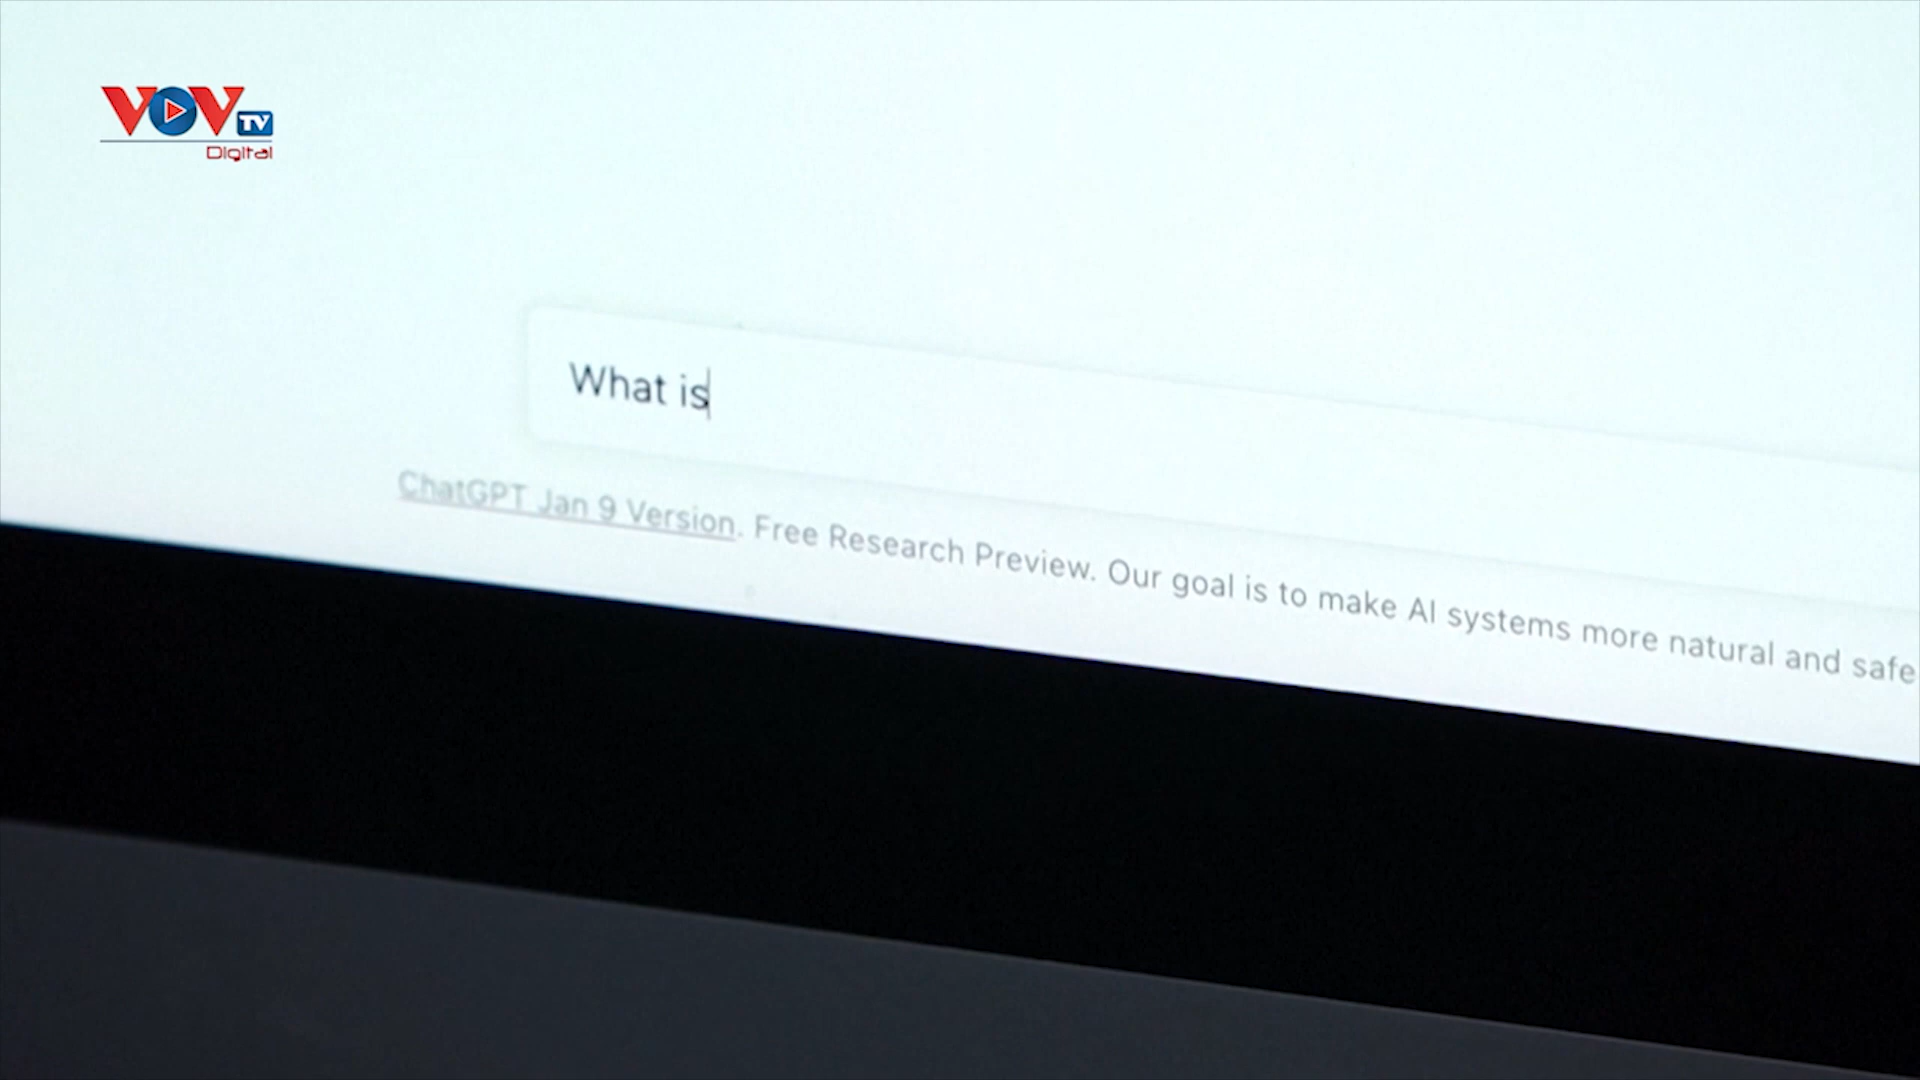 VOV TV
Digital
What is
ChatGPT Jan 9 Version. Free Research Preview. Our goal is to make AI systems more natural and safe